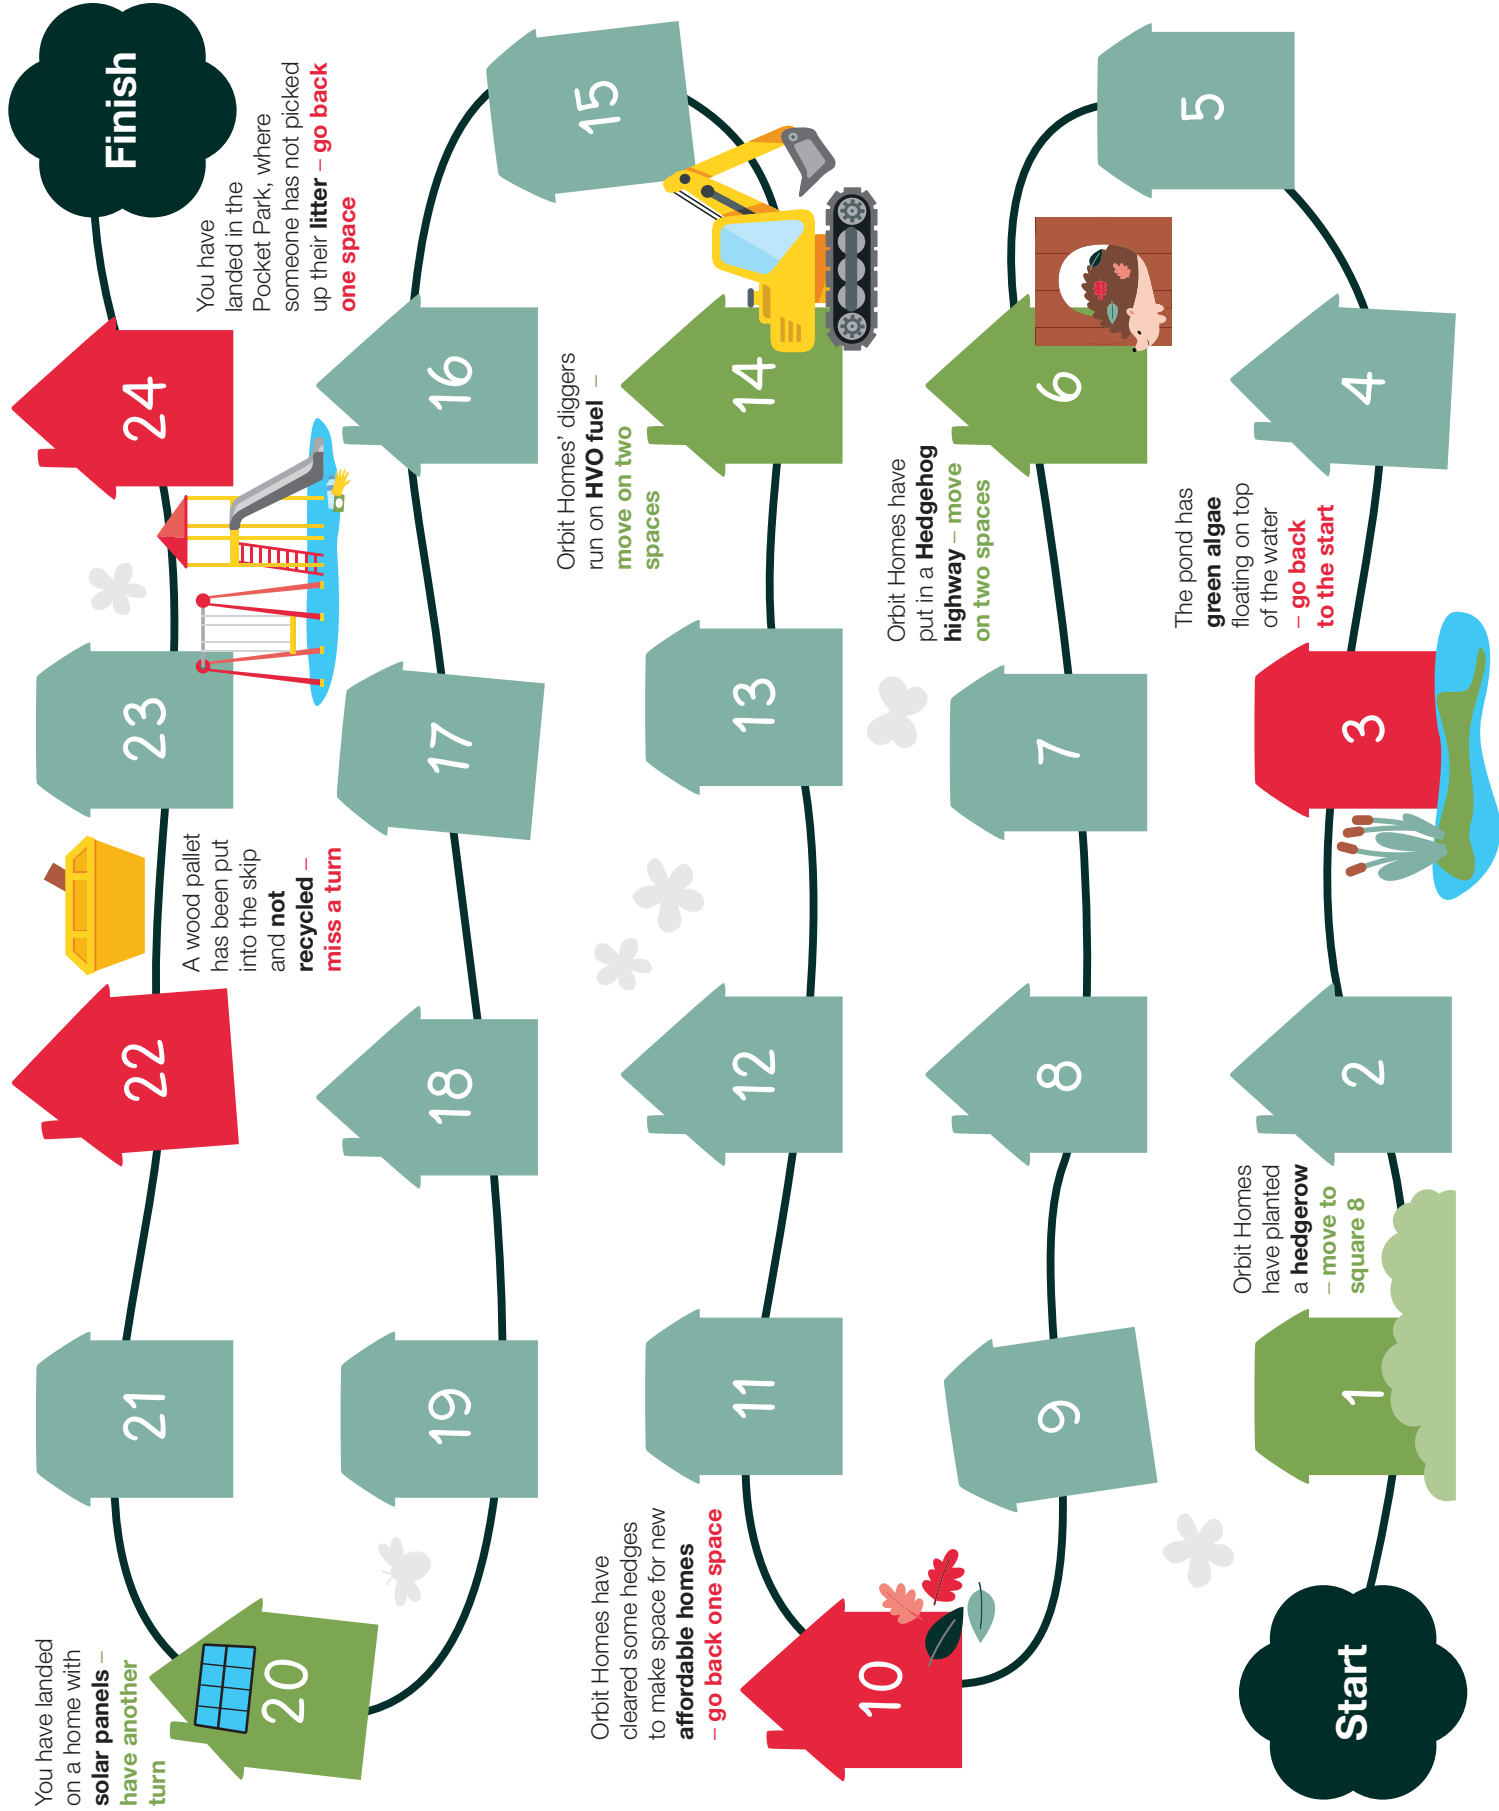 You have landed
on a home with
solar panels –
have another
turn
20
21
22
A wood pallet
has been put
into the skip
and not
recycled –
miss a turn
23
24
You have
landed in the
Pocket Park, where
someone has not picked
up their litter – go back
one space
Finish
19
18
17
16
15
Orbit Homes have
cleared some hedges
to make space for new
affordable homes
– go back one space
10
11
12
13
Orbit Homes’ diggers
run on HVO fuel –
move on two
spaces
14
9
8
7
Orbit Homes have
put in a Hedgehog
highway – move
on two spaces
6
5
Start
1
Orbit Homes
have planted
a hedgerow
– move to
square 8
2
3
The pond has
green algae
floating on top
of the water
– go back
to the start
4